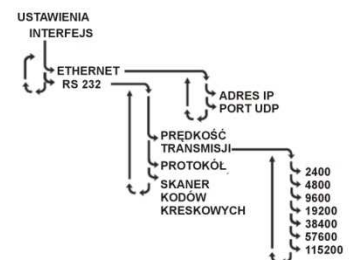 USTAWIENIA
INTERFEJS
ETHERNET
RS 232
ADRES IP
PORT UDP
PRĘDKOŚĆ
TRANSMISJI
PROTOKÓŁ
SKANER
KODÓW
KRESKOWYCH
2400
4800
9600
19200
38400
57600
115200